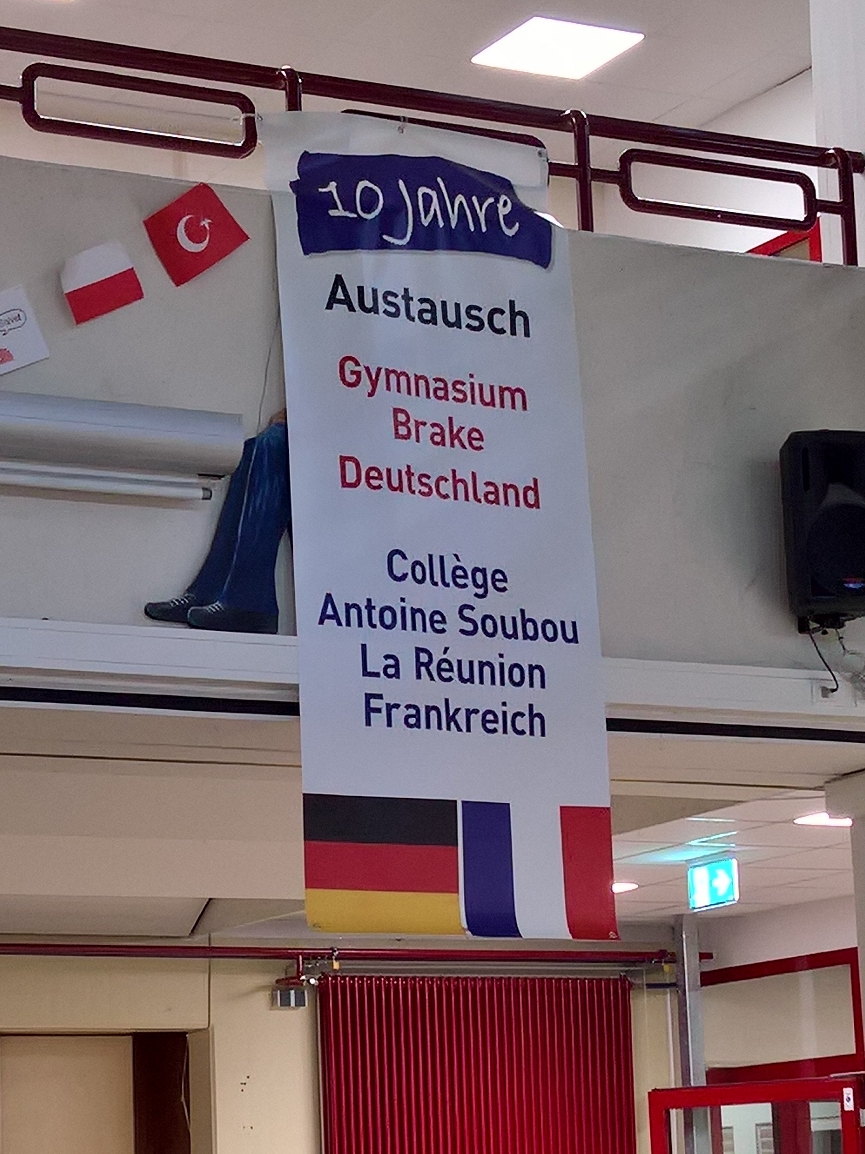 10 Jahre
Austausch
Gymnasium
Brake
Deutschland
Collège
Antoine Soubou
La Réunion
Frankreich